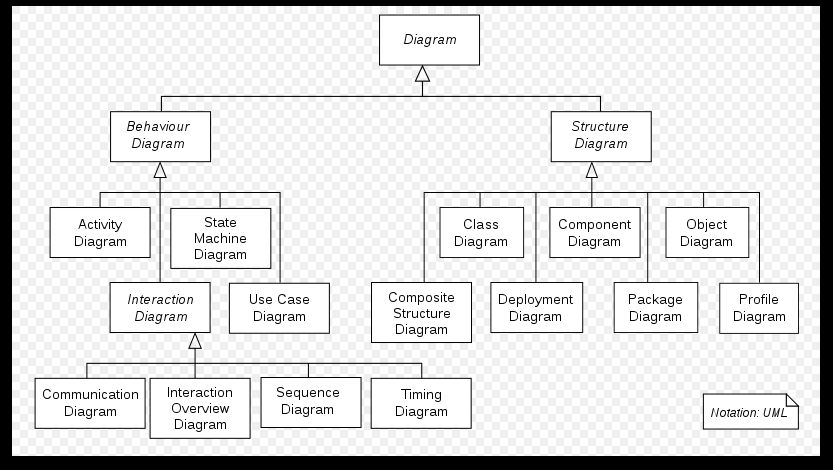 Diagram
Behaviour
Diagram
Structure
Diagram
Activity
Diagram
State
Machine
Diagram
Class
Diagram
Component
Diagram
Object
Diagram
Interaction
Diagram
Use Case
Diagram
Composite
Structure
Diagram
Deployment
Diagram
Package
Diagram
Profile
Diagram
Communication
Diagram
Interaction
Overview
Diagram
Sequence
Diagram
Timing
Diagram
Notation: UML